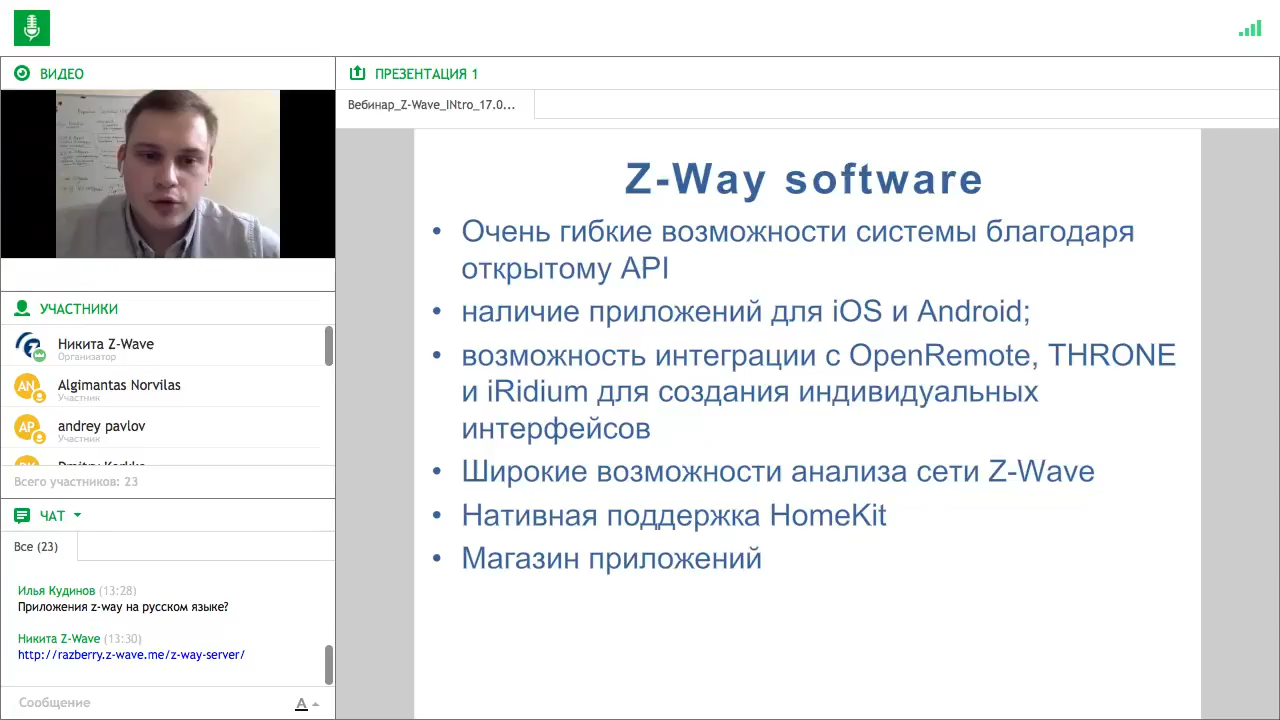 ВИДЕО
УЧАСТНИКИ
Никита Z-Wave
Организатор
AN
Algimantas Norvilas
Участник
AP
andrey pavlov
Участник
Всего участников: 23
ЧАТ
Все (23)
Илья Кудинов (13:28)
Приложения z-way на русском языке?
Никита Z-Wave (13:30)
http://razberry.z-wave.me/z-way-server/
Сообщение
A
ПРЕЗЕНТАЦИЯ 1
Вебинар_Z-Wave_INtro_17.0...
Z-Way software
• Очень гибкие возможности системы благодаря
открытому API
• наличие приложений для iOS и Android;
• возможность интеграции с OpenRemote, THRONE
и iRidium для создания индивидуальных
интерфейсов
• Широкие возможности анализа сети Z-Wave
• Нативная поддержка HomeKit
• Магазин приложений